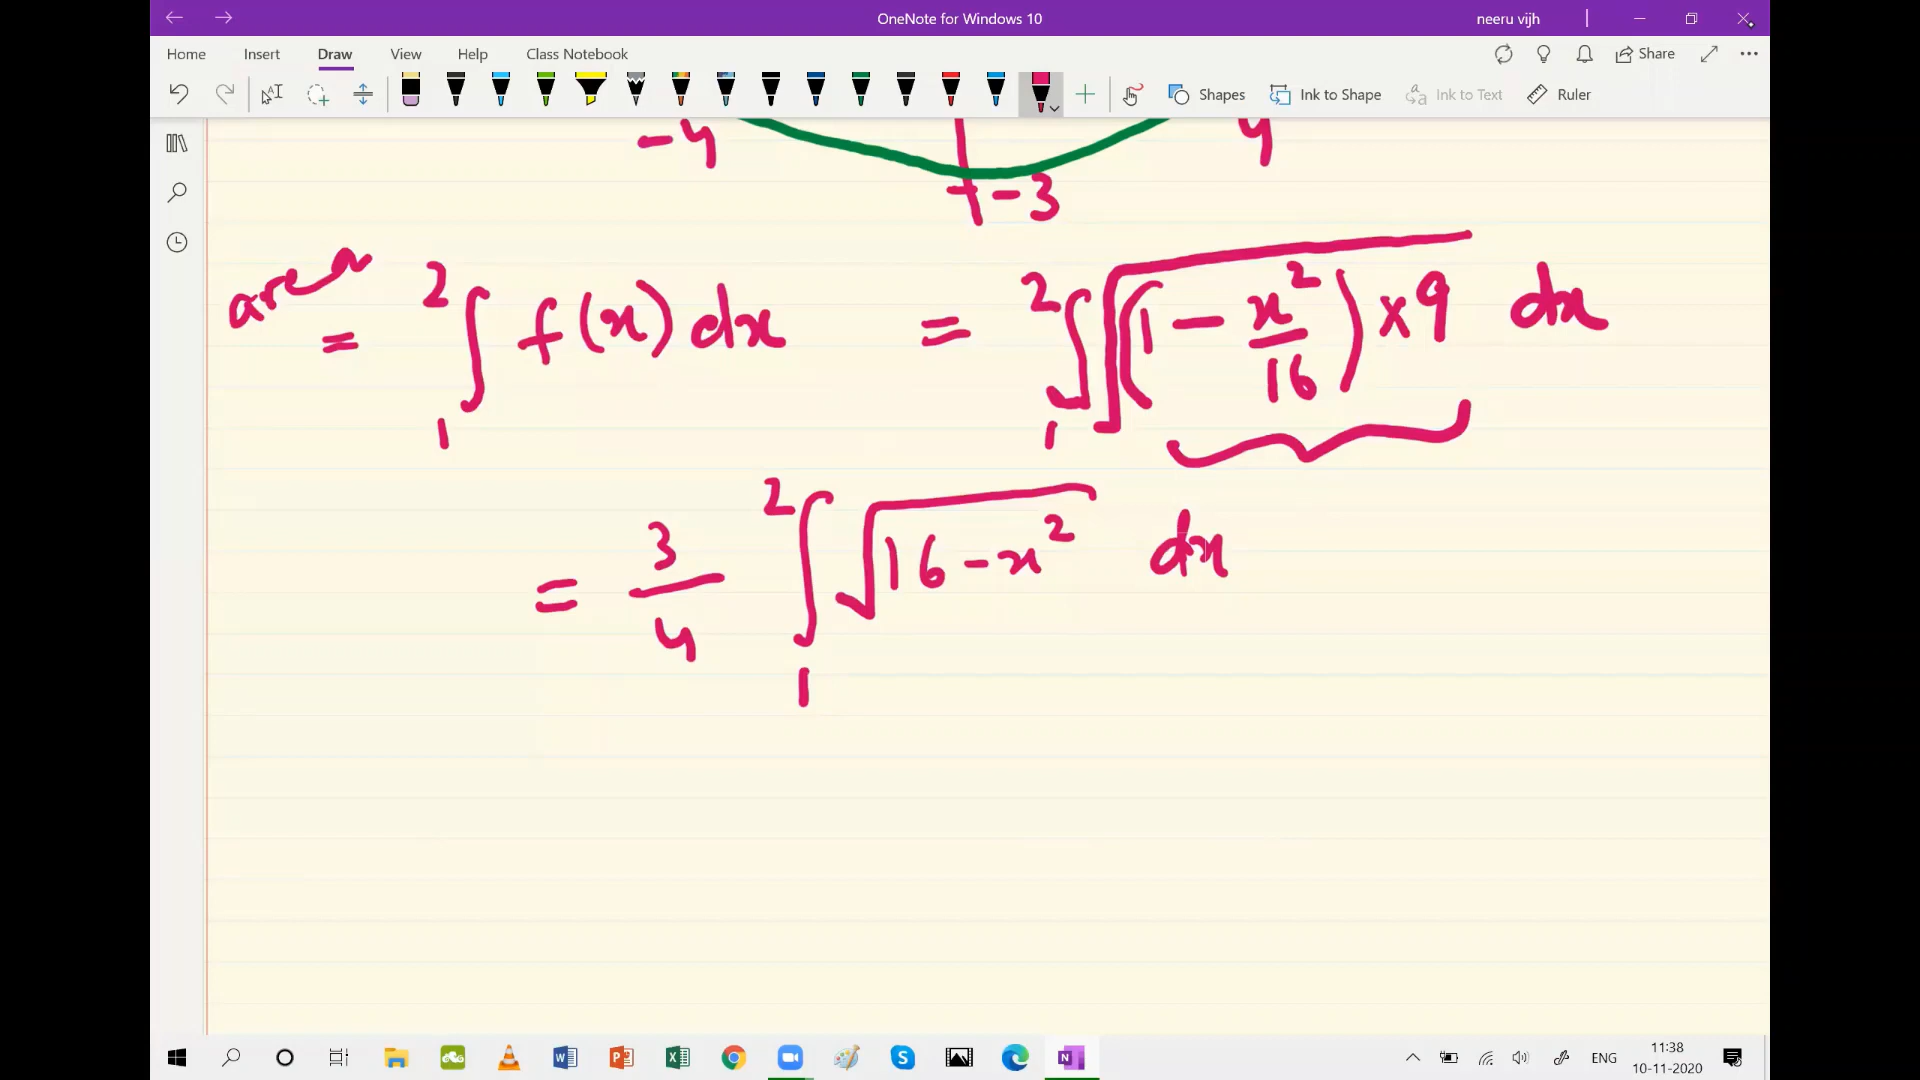 OneNote for Windows 10 neeru vijh
Home Insert Draw View Help Class Notebook Share
Shapes Ink to Shape Ink to Text Ruler
-4 4
-3
area = ∫₁² f(x) dx = ∫₁² √((1 - x²/16) × 9) dx
= 3/4 ∫₁² √(16 - x²) dx
ENG 11:38
10-11-2020